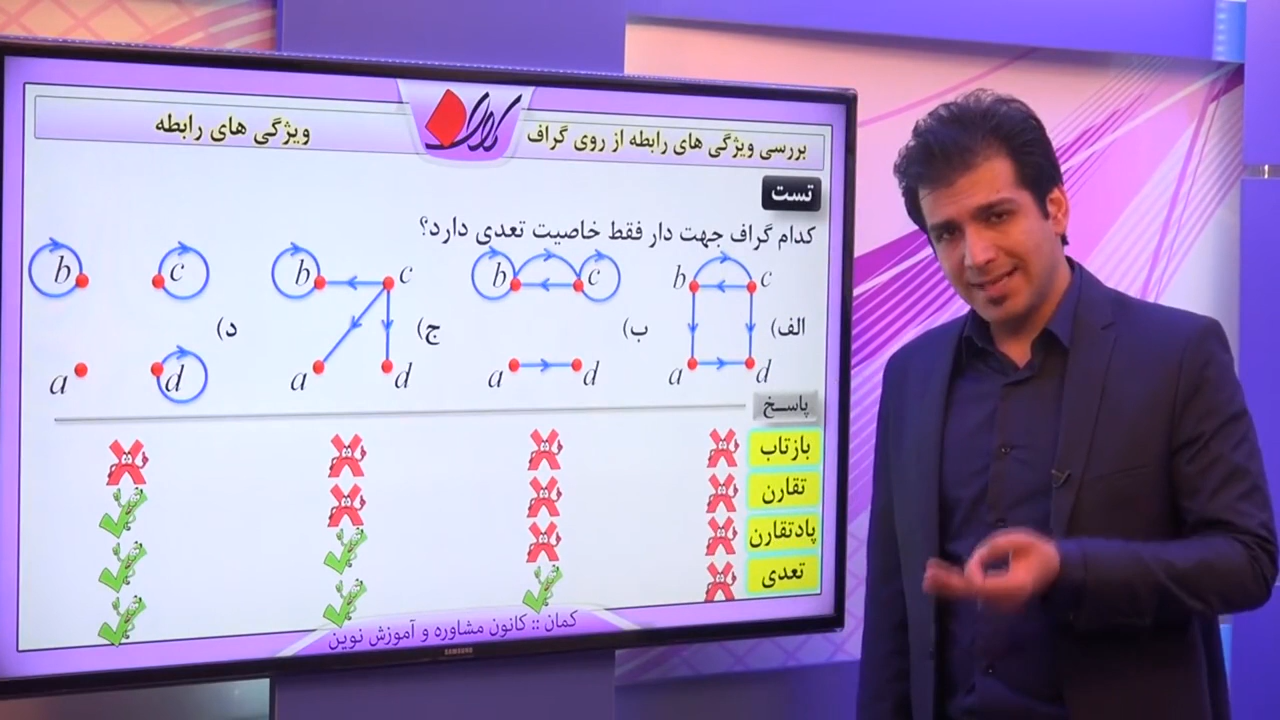 بررسی ویژگی های رابطه از روی گراف
کمان
ویژگی های رابطه
تست
کدام گراف جهت دار فقط خاصیت تعدی دارد؟
الف) b c a d
ب) b c a d
ج) b c a d
د) b c a d
پاسخ
بازتاب
تقارن
پادتقارن
تعدی
کمان :: کانون مشاوره و آموزش نوین
SAMSUNG